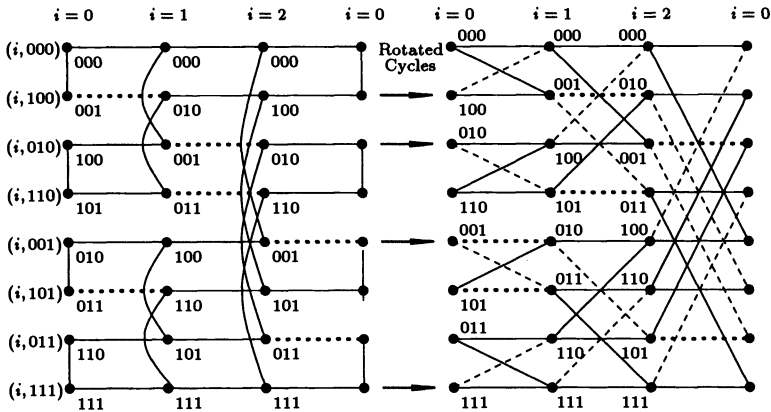 i = 0 i = 1 i = 2 i = 0 i = 0 i = 1 i = 2 i = 0
(i, 000) 000 000 000 Rotated Cycles 000 000 000
(i, 100) 001 010 100 100 001 010
(i, 010) 100 001 010 010 100 001
(i, 110) 101 011 110 110 101 011
(i, 001) 010 100 001 001 010 100
(i, 101) 011 110 101 101 011 110
(i, 011) 110 101 011 011 110 101
(i, 111) 111 111 111 111 111 111